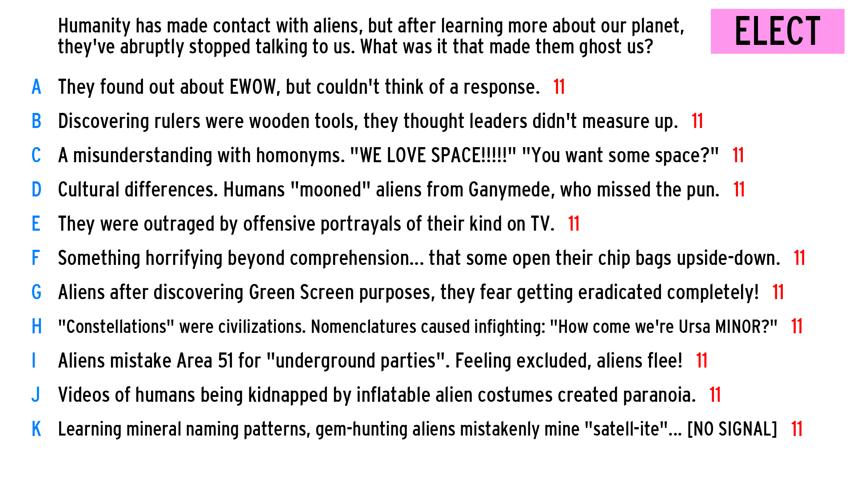 Humanity has made contact with aliens, but after learning more about our planet,
they've abruptly stopped talking to us. What was it that made them ghost us?
ELECT
A They found out about EWOW, but couldn't think of a response. 11
B Discovering rulers were wooden tools, they thought leaders didn't measure up. 11
C A misunderstanding with homonyms. "WE LOVE SPACE!!!!!" "You want some space?" 11
D Cultural differences. Humans "mooned" aliens from Ganymede, who missed the pun. 11
E They were outraged by offensive portrayals of their kind on TV. 11
F Something horrifying beyond comprehension... that some open their chip bags upside-down. 11
G Aliens after discovering Green Screen purposes, they fear getting eradicated completely! 11
H "Constellations" were civilizations. Nomenclatures caused infighting: "How come we're Ursa MINOR?" 11
I Aliens mistake Area 51 for "underground parties". Feeling excluded, aliens flee! 11
J Videos of humans being kidnapped by inflatable alien costumes created paranoia. 11
K Learning mineral naming patterns, gem-hunting aliens mistakenly mine "satell-ite"... [NO SIGNAL] 11